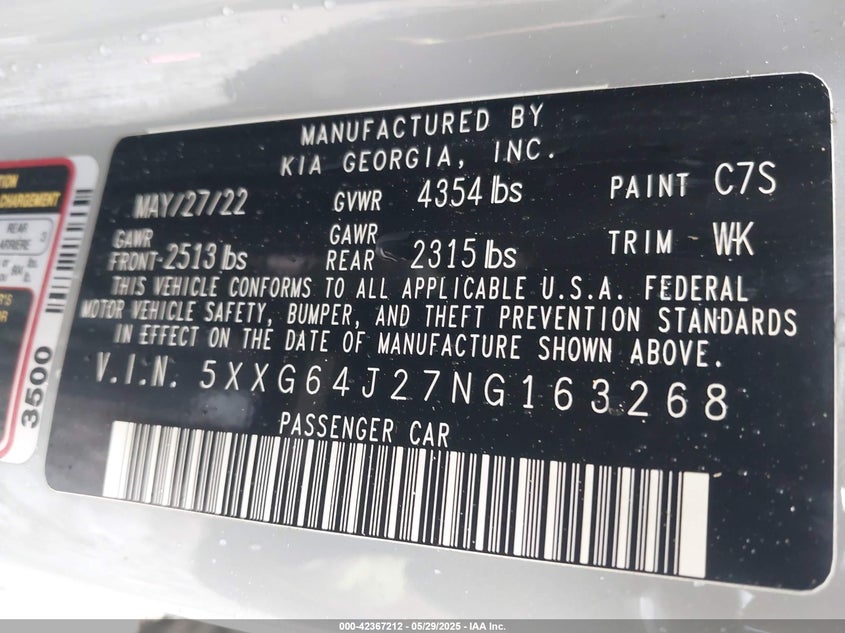 MANUFACTURED BY
KIA GEORGIA, INC.
MAY/27/22 GVWR 4354 lbs PAINT C7S
GAWR FRONT 2513 lbs GAWR REAR 2315 lbs TRIM WK
THIS VEHICLE CONFORMS TO ALL APPLICABLE U.S.A. FEDERAL
MOTOR VEHICLE SAFETY, BUMPER, AND THEFT PREVENTION STANDARDS
IN EFFECT ON THE DATE OF MANUFACTURE SHOWN ABOVE.
V.I.N. 5XXG64J27NG163268
PASSENGER CAR
REAR
ARRIÈRE 3
3500
000-42367212 - 05/29/2025 - IAA Inc.